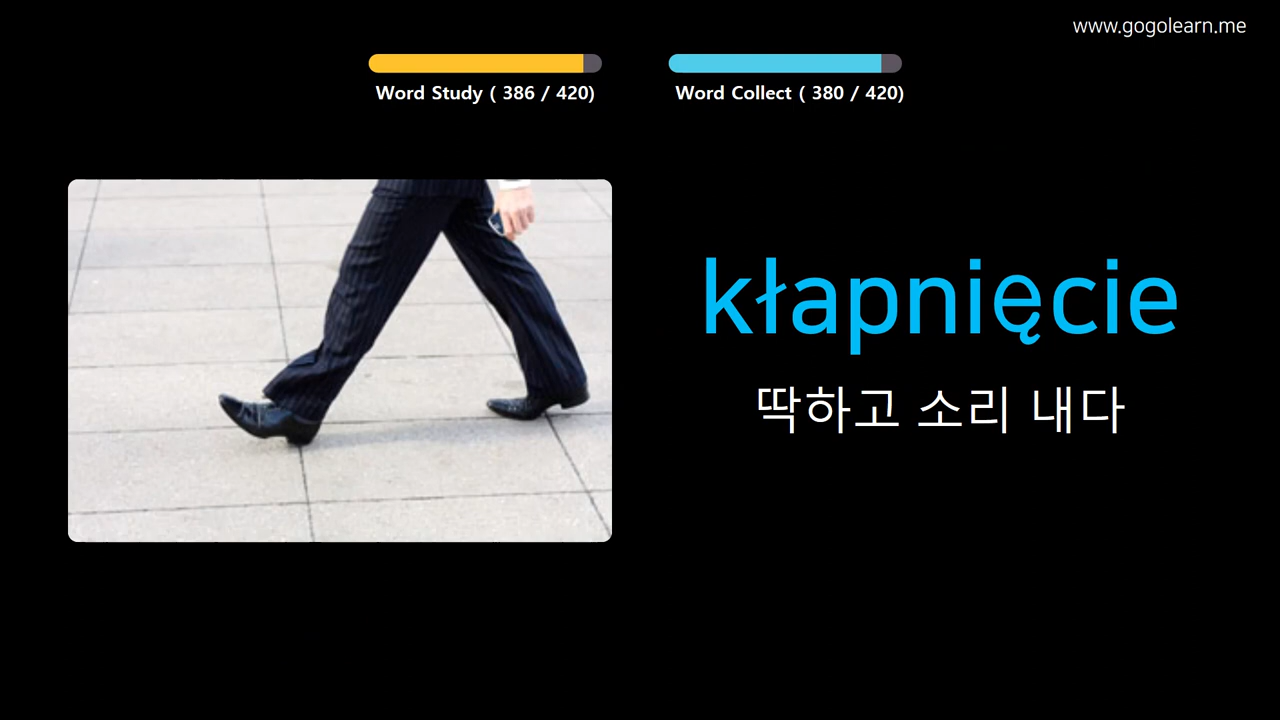 www.gogolearn.me
Word Study ( 386 / 420)
Word Collect ( 380 / 420)
kłapnięcie
딱하고 소리 내다